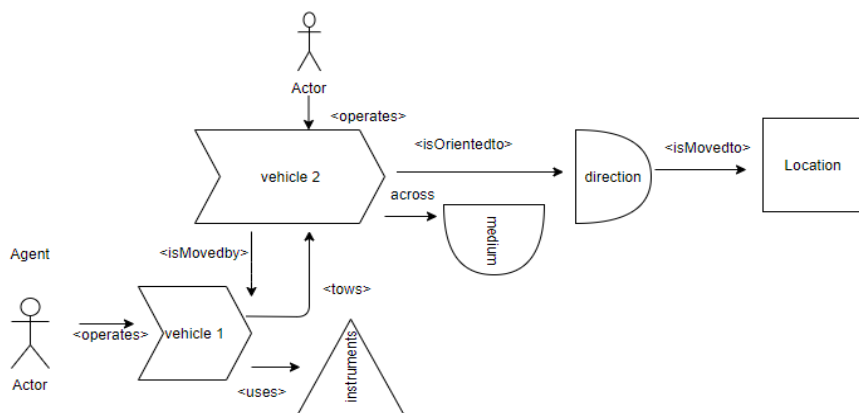 Actor
<operates>
vehicle 2
<isOrientedto>
direction
<isMovedto>
Location
across
medium
Agent
<isMovedby>
<tows>
<operates>
vehicle 1
instruments
Actor
<uses>